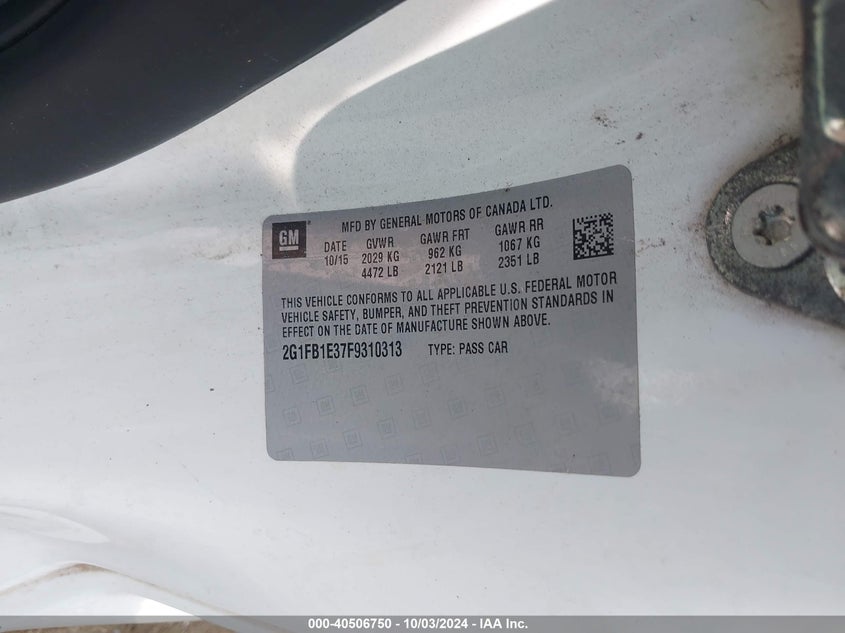 MFD BY GENERAL MOTORS OF CANADA LTD.
GM
DATE GVWR GAWR FRT GAWR RR
10/15 2029 KG 962 KG 1067 KG
4472 LB 2121 LB 2351 LB
THIS VEHICLE CONFORMS TO ALL APPLICABLE U.S. FEDERAL MOTOR
VEHICLE SAFETY, BUMPER, AND THEFT PREVENTION STANDARDS IN
EFFECT ON THE DATE OF MANUFACTURE SHOWN ABOVE.
2G1FB1E37F9310313 TYPE: PASS CAR
000-40506750 - 10/03/2024 - IAA Inc.